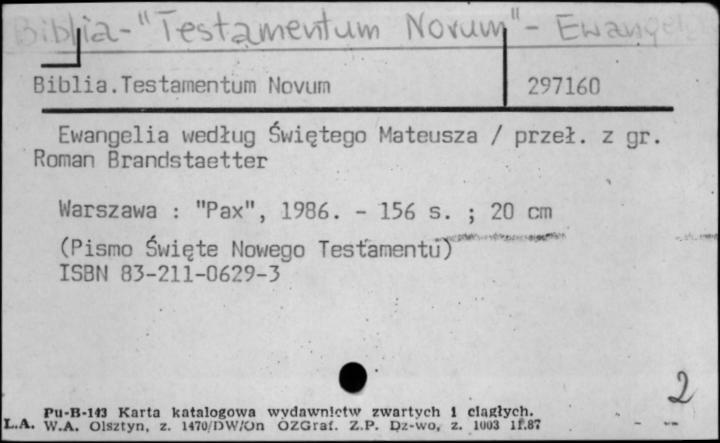 Biblia - "Testamentum Novum" - Ewangel
Biblia.Testamentum Novum 297160
Ewangelia według Świętego Mateusza / przeł. z gr.
Roman Brandstaetter
Warszawa : "Pax", 1986. - 156 s. ; 20 cm
(Pismo Święte Nowego Testamentu)
ISBN 83-211-0629-3
2
Pu-B-143 Karta katalogowa wydawnictw zwartych i ciągłych.
L.A. W.A. Olsztyn, z. 1470/DW/On OZGraf. Z.P. Dz-wo, z. 1003 1f.87